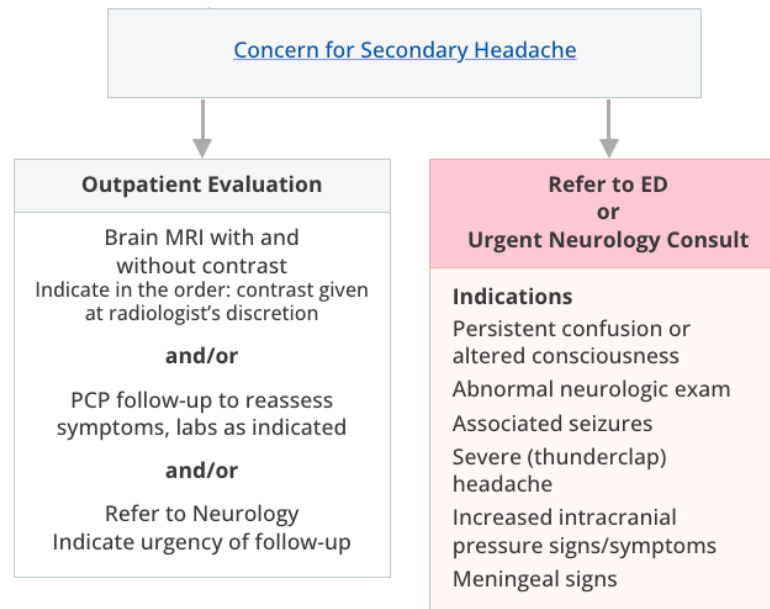 Concern for Secondary Headache
Outpatient Evaluation
Brain MRI with and
without contrast
Indicate in the order: contrast given
at radiologist’s discretion
and/or
PCP follow-up to reassess
symptoms, labs as indicated
and/or
Refer to Neurology
Indicate urgency of follow-up
Refer to ED
or
Urgent Neurology Consult
Indications
Persistent confusion or
altered consciousness
Abnormal neurologic exam
Associated seizures
Severe (thunderclap)
headache
Increased intracranial
pressure signs/symptoms
Meningeal signs